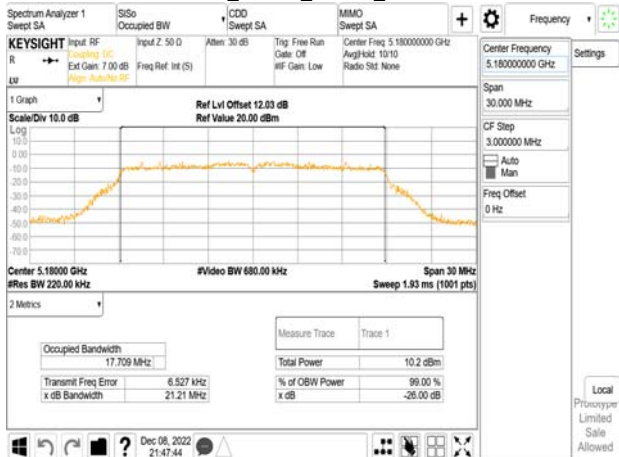 Spectrum Analyzer 1
Swept SA
SiSo
Occupied BW
CDD
Swept SA
MIMO
Swept SA
+
Frequency
KEYSIGHT
R
LVI
Input: RF
Coupling: DC
Ext Gain: 7.00 dB
Align: Auto/No RF
Input Z: 50 Ω
Freq Ref: Int (S)
Atten: 30 dB
Trig: Free Run
Gate: Off
#IF Gain: Low
Center Freq: 5.180000000 GHz
Avg|Hold: 10/10
Radio Std: None
Center Frequency
5.180000000 GHz
Settings
Span
30.000 MHz
CF Step
3.000000 MHz
Auto
Man
Freq Offset
0 Hz
1 Graph
Scale/Div 10.0 dB
Ref Lvl Offset 12.03 dB
Ref Value 20.00 dBm
Log
10.0
0.00
-10.0
-20.0
-30.0
-40.0
-50.0
-60.0
-70.0
Center 5.18000 GHz
#Res BW 220.00 kHz
#Video BW 680.00 kHz
Span 30 MHz
Sweep 1.93 ms (1001 pts)
2 Metrics
Measure Trace Trace 1
Occupied Bandwidth
17.709 MHz
Total Power 10.2 dBm
Transmit Freq Error 6.527 kHz
% of OBW Power 99.00 %
x dB Bandwidth 21.21 MHz
x dB -26.00 dB
Local
Prototype
Limited
Sale
Allowed
?
Dec 08, 2022
21:47:44